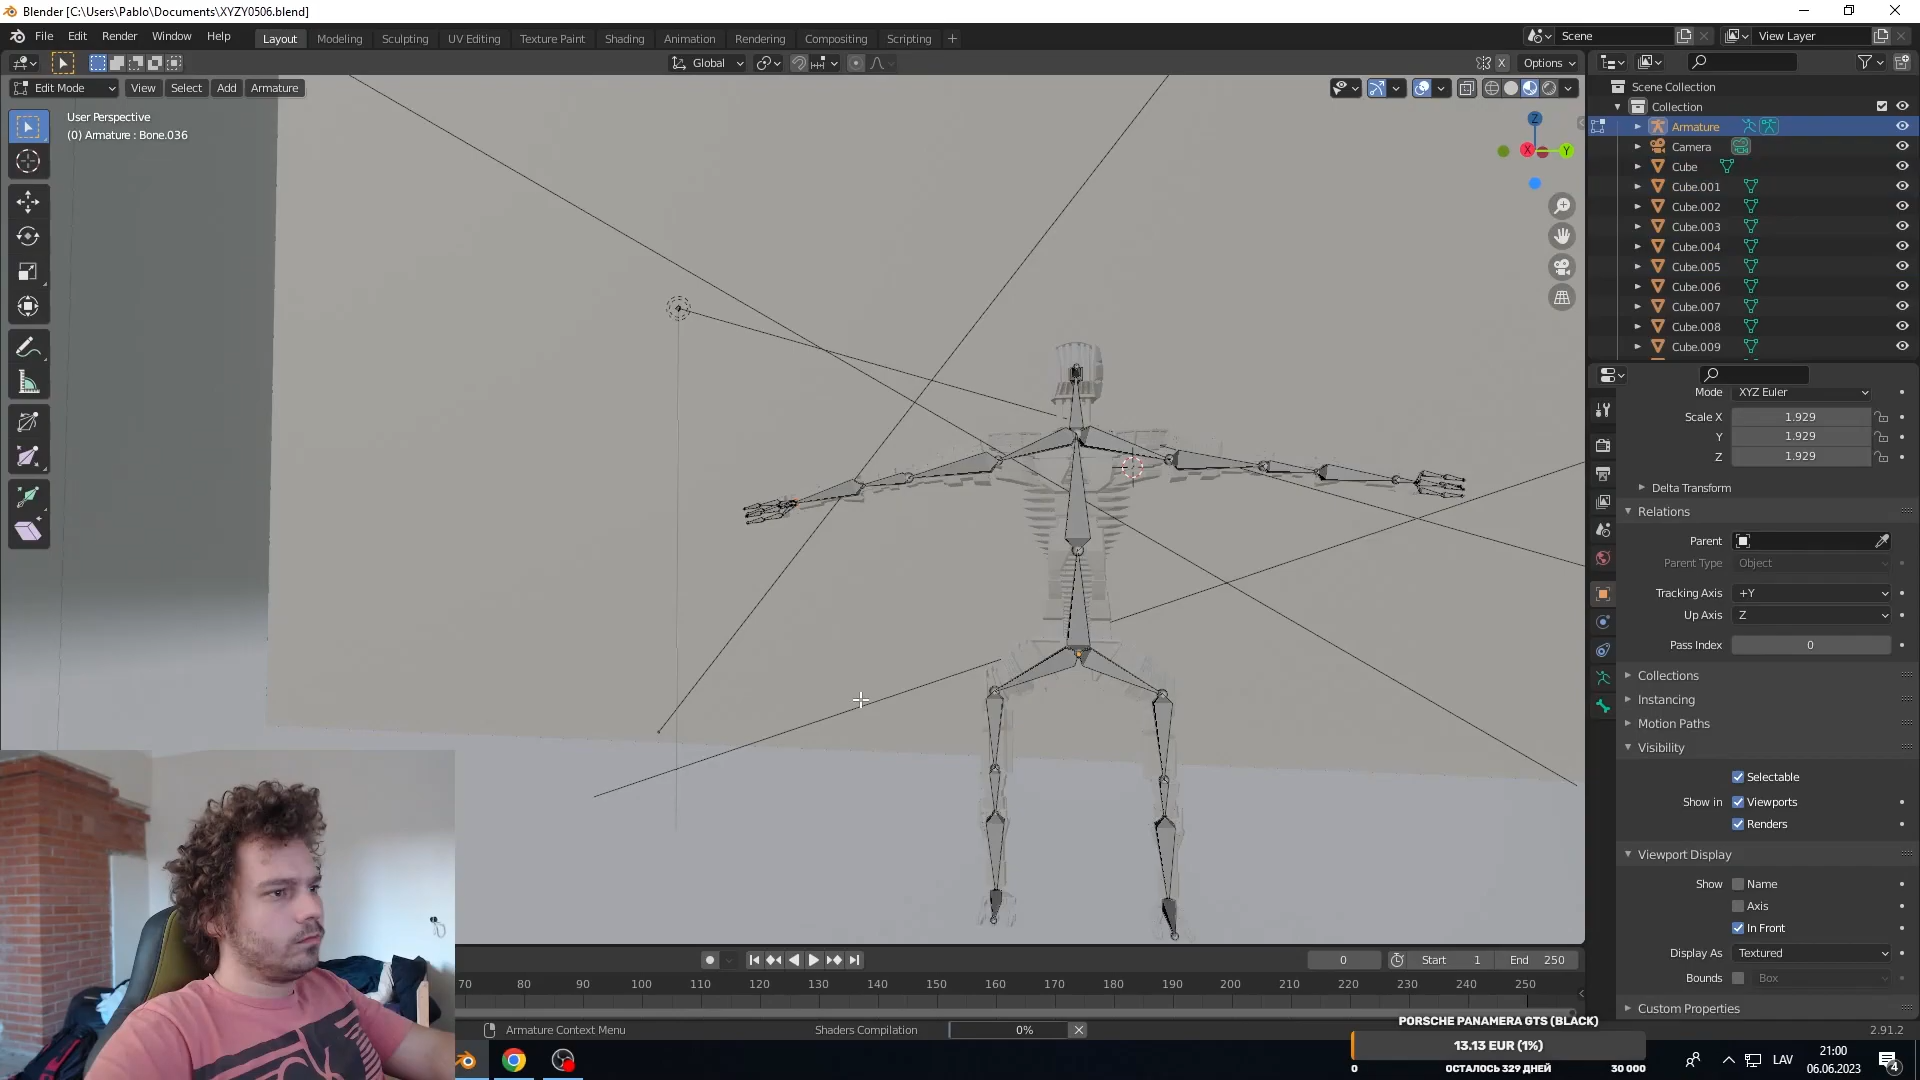 Blender [C:\Users\Pablo\Documents\XYZY0506.blend]
File Edit Render Window Help
Layout Modeling Sculpting UV Editing Texture Paint Shading Animation Rendering Compositing Scripting +
Scene
View Layer
Global
X
Options
Edit Mode View Select Add Armature
User Perspective
(0) Armature : Bone.036
Z
X
Y
Scene Collection
Collection
Armature
Camera
Cube
Cube.001
Cube.002
Cube.003
Cube.004
Cube.005
Cube.006
Cube.007
Cube.008
Cube.009
Mode XYZ Euler
Scale X 1.929
Y 1.929
Z 1.929
Delta Transform
Relations
Parent
Parent Type Object
Tracking Axis +Y
Up Axis Z
Pass Index 0
Collections
Instancing
Motion Paths
Visibility
Selectable
Show in Viewports
Renders
Viewport Display
Show Name
Axis
In Front
Display As Textured
Bounds Box
Custom Properties
0 Start 1 End 250
70 80 90 100 110 120 130 140 150 160 170 180 190 200 210 220 230 240 250
Armature Context Menu
Shaders Compilation 0%
2.91.2
PORSCHE PANAMERA GTS (BLACK)
13.13 EUR (1%)
0 ОСТАЛОСЬ 329 ДНЕЙ 30 000
LAV
21:00
06.06.2023
4